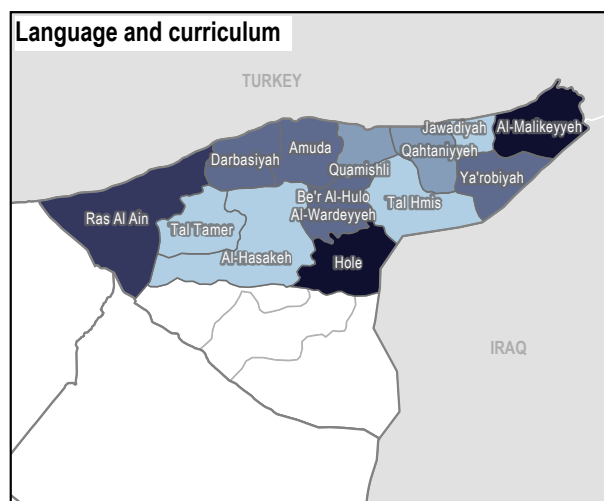 Language and curriculum
TURKEY
Jawadiyah
Al-Malikeyyeh
Amuda
Darbasiyah
Qahtaniyyeh
Quamishli
Ya'robiyah
Be'r Al-Hulo
Al-Wardeyyeh
Tal Hmis
Ras Al Ain
Tal Tamer
Al-Hasakeh
Hole
IRAQ